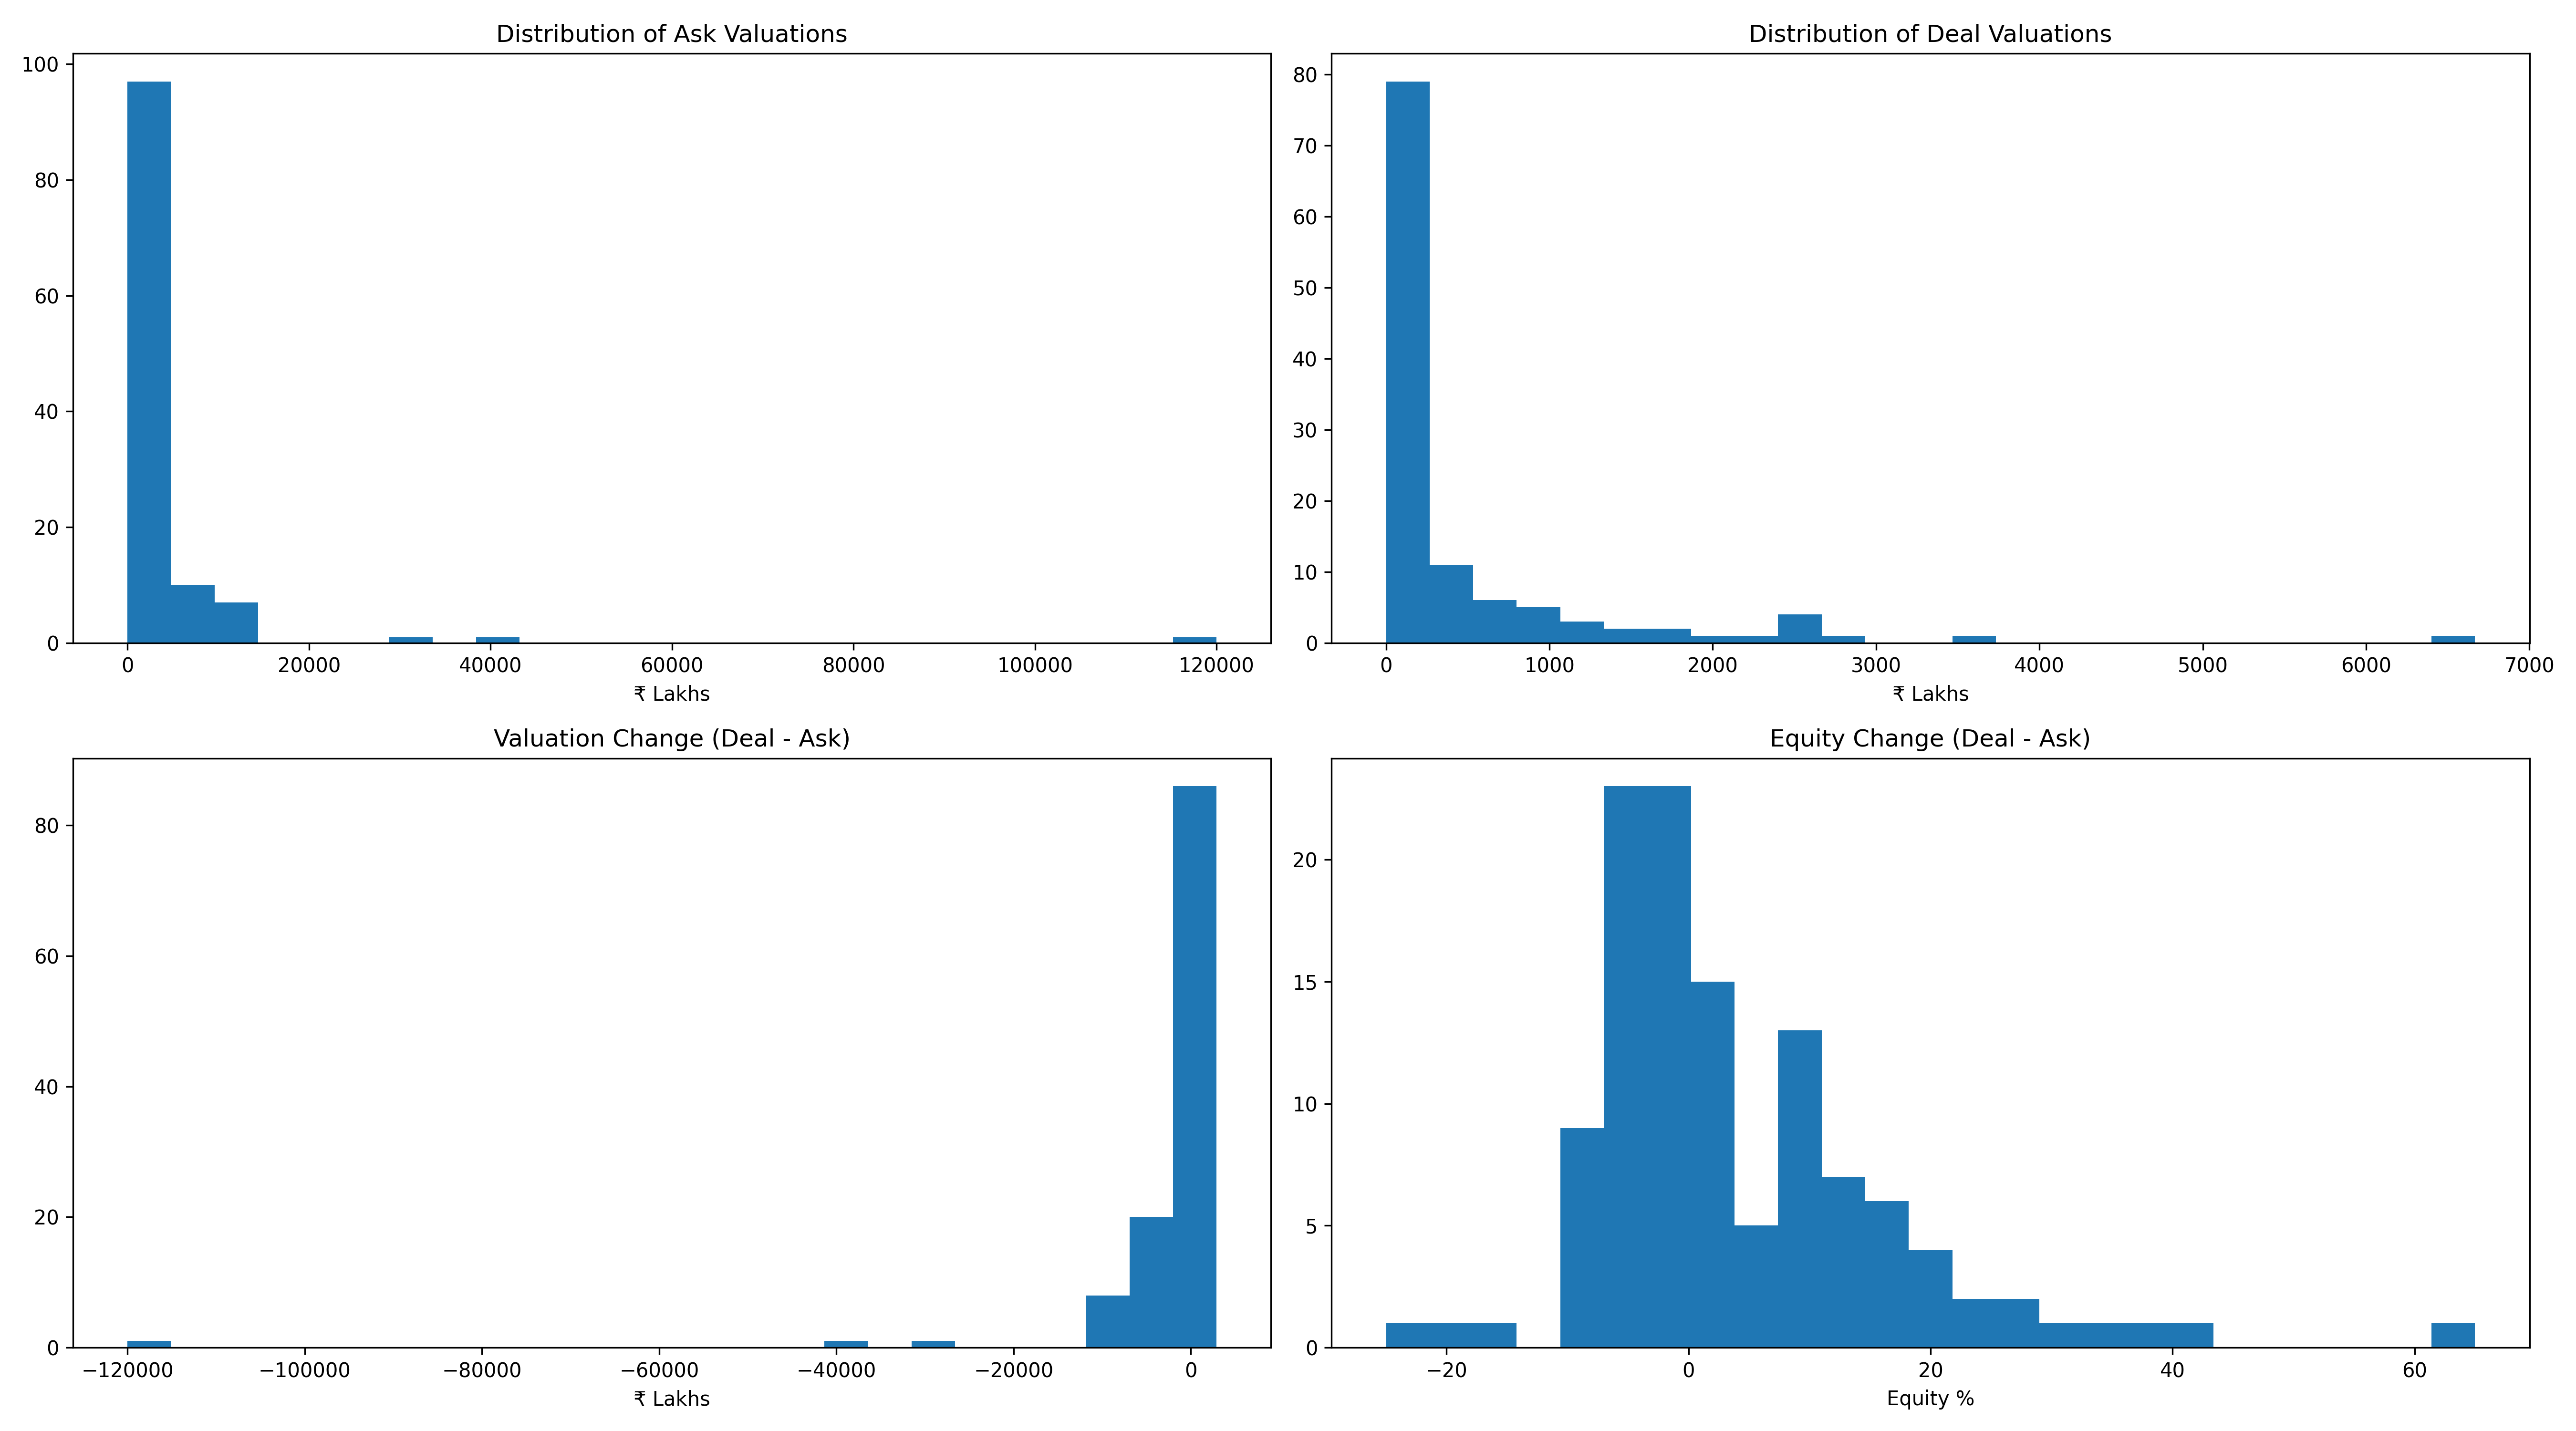 Distribution of Ask Valuations
100
80
60
40
20
0
0 20000 40000 60000 80000 100000 120000
₹ Lakhs
Distribution of Deal Valuations
80
70
60
50
40
30
20
10
0
0 1000 2000 3000 4000 5000 6000 7000
₹ Lakhs
Valuation Change (Deal - Ask)
80
60
40
20
0
−120000 −100000 −80000 −60000 −40000 −20000 0
₹ Lakhs
Equity Change (Deal - Ask)
20
15
10
5
0
−20 0 20 40 60
Equity %